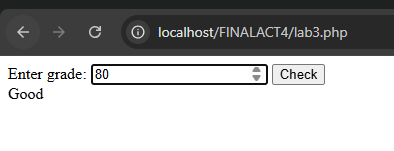 localhost/FINALACT4/lab3.php
Enter grade: 80 Check
Good